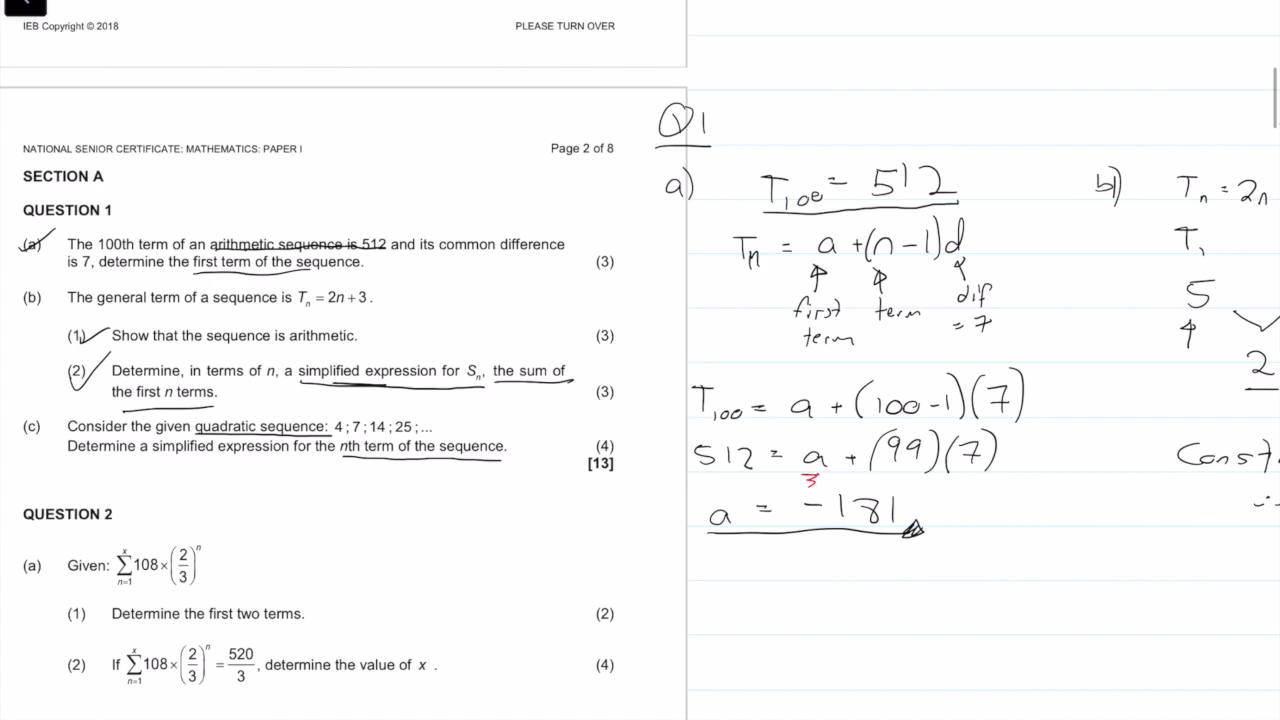 IEB Copyright © 2018 PLEASE TURN OVER
NATIONAL SENIOR CERTIFICATE: MATHEMATICS: PAPER I Page 2 of 8
SECTION A
QUESTION 1
(a) The 100th term of an arithmetic sequence is 512 and its common difference
is 7, determine the first term of the sequence. (3)
(b) The general term of a sequence is Tₙ = 2n + 3.
(1) Show that the sequence is arithmetic. (3)
(2) Determine, in terms of n, a simplified expression for Sₙ, the sum of
the first n terms. (3)
(c) Consider the given quadratic sequence: 4 ; 7 ; 14 ; 25 ; ...
Determine a simplified expression for the nth term of the sequence. (4)
[13]
QUESTION 2
(a) Given: ∑ₙ₌₁ˣ 108 × (2/3)ⁿ
(1) Determine the first two terms. (2)
(2) If ∑ₙ₌₁ˣ 108 × (2/3)ⁿ = 520/3, determine the value of x . (4)
Q1
a) T₁₀₀ = 512
Tₙ = a + (n - 1)d
first term dif
term = 7
T₁₀₀ = a + (100 - 1)(7)
512 = a + (99)(7)
3
a = -181
b) Tₙ = 2n
T₁
5
2
Const
∴